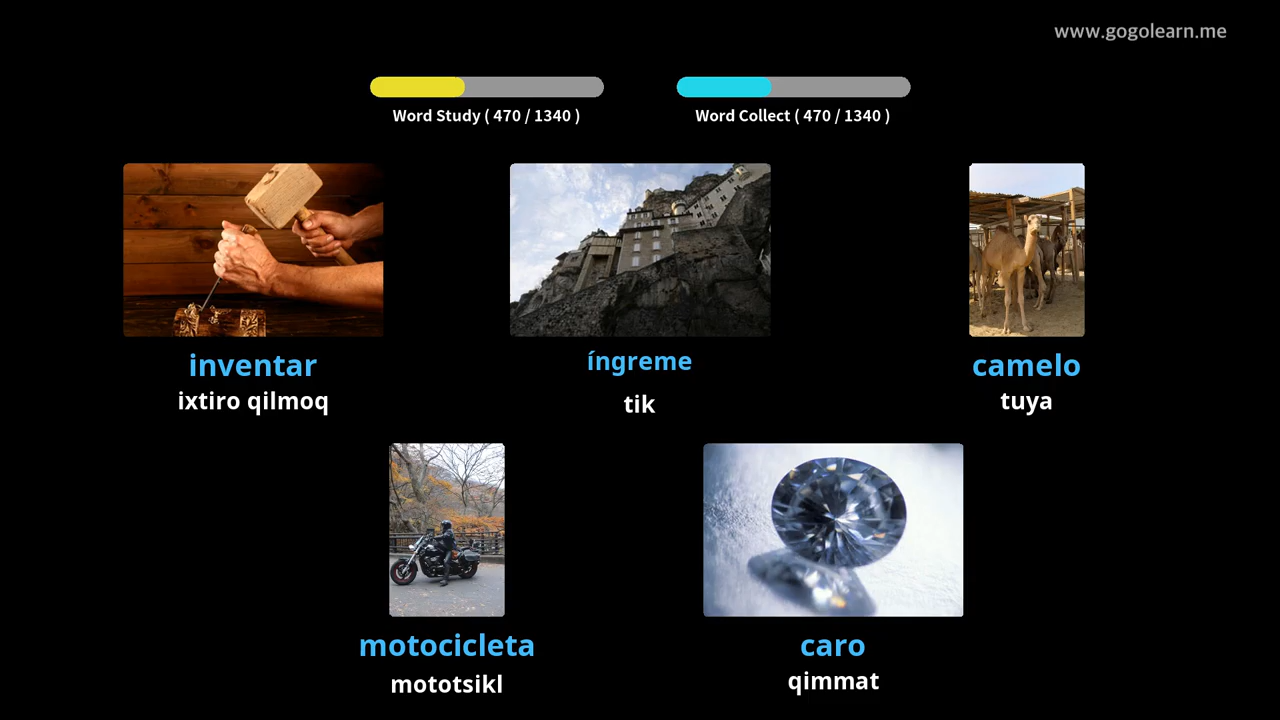 www.gogolearn.me
Word Study ( 470 / 1340 )
Word Collect ( 470 / 1340 )
inventar
ixtiro qilmoq
íngreme
tik
camelo
tuya
motocicleta
mototsikl
caro
qimmat